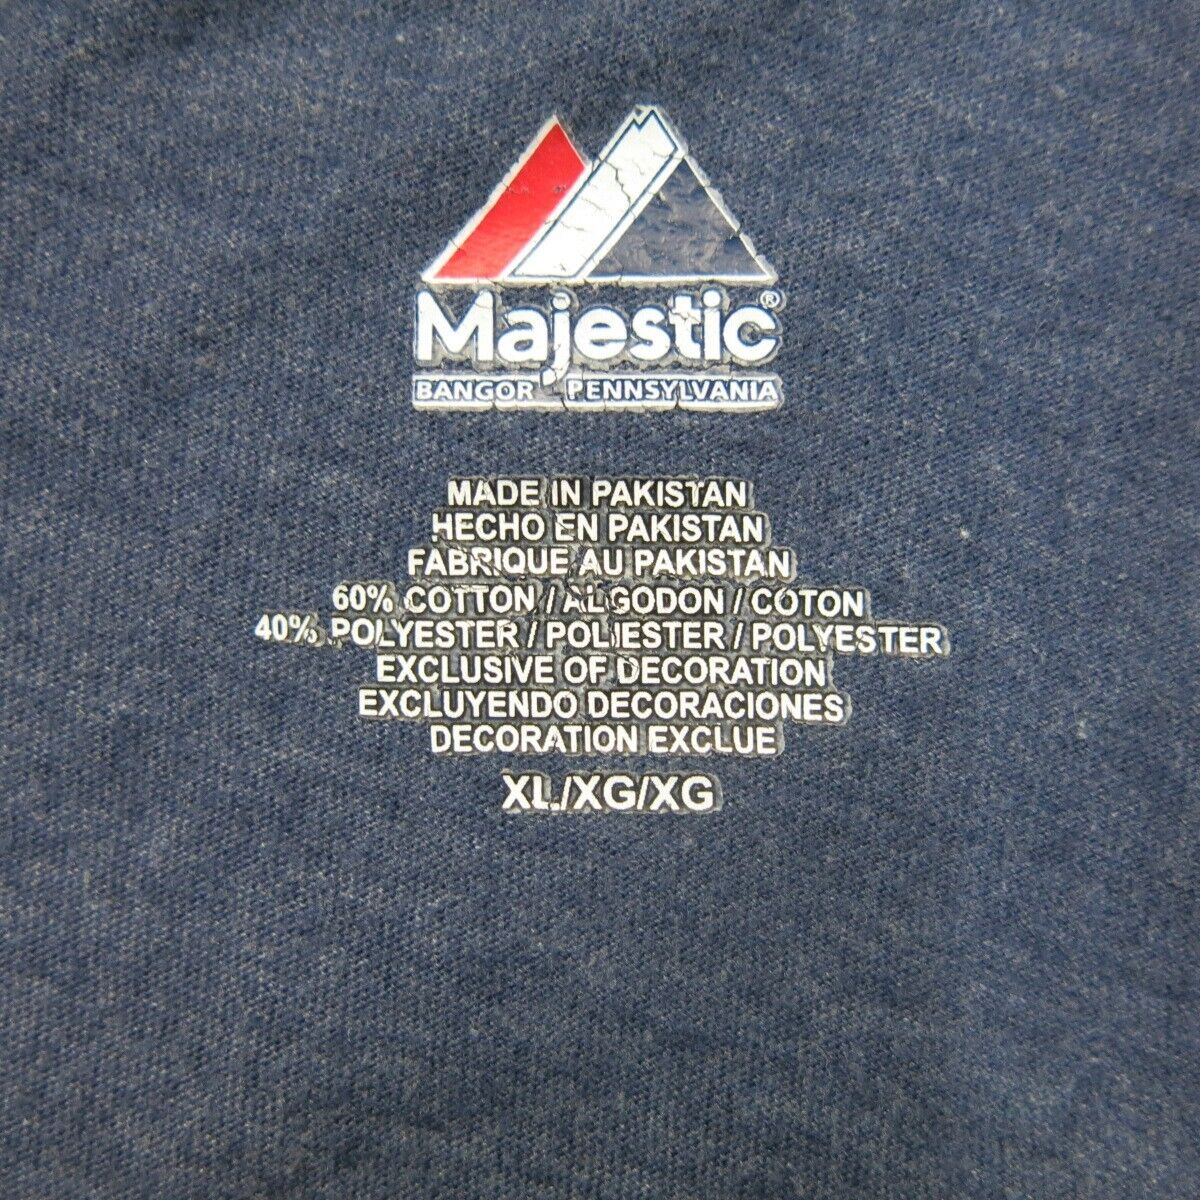 Majestic®
BANGOR PENNSYLVANIA
MADE IN PAKISTAN
HECHO EN PAKISTAN
FABRIQUE AU PAKISTAN
60% COTTON / ALGODON / COTON
40% POLYESTER / POLIESTER / POLYESTER
EXCLUSIVE OF DECORATION
EXCLUYENDO DECORACIONES
DECORATION EXCLUE
XL/XG/XG